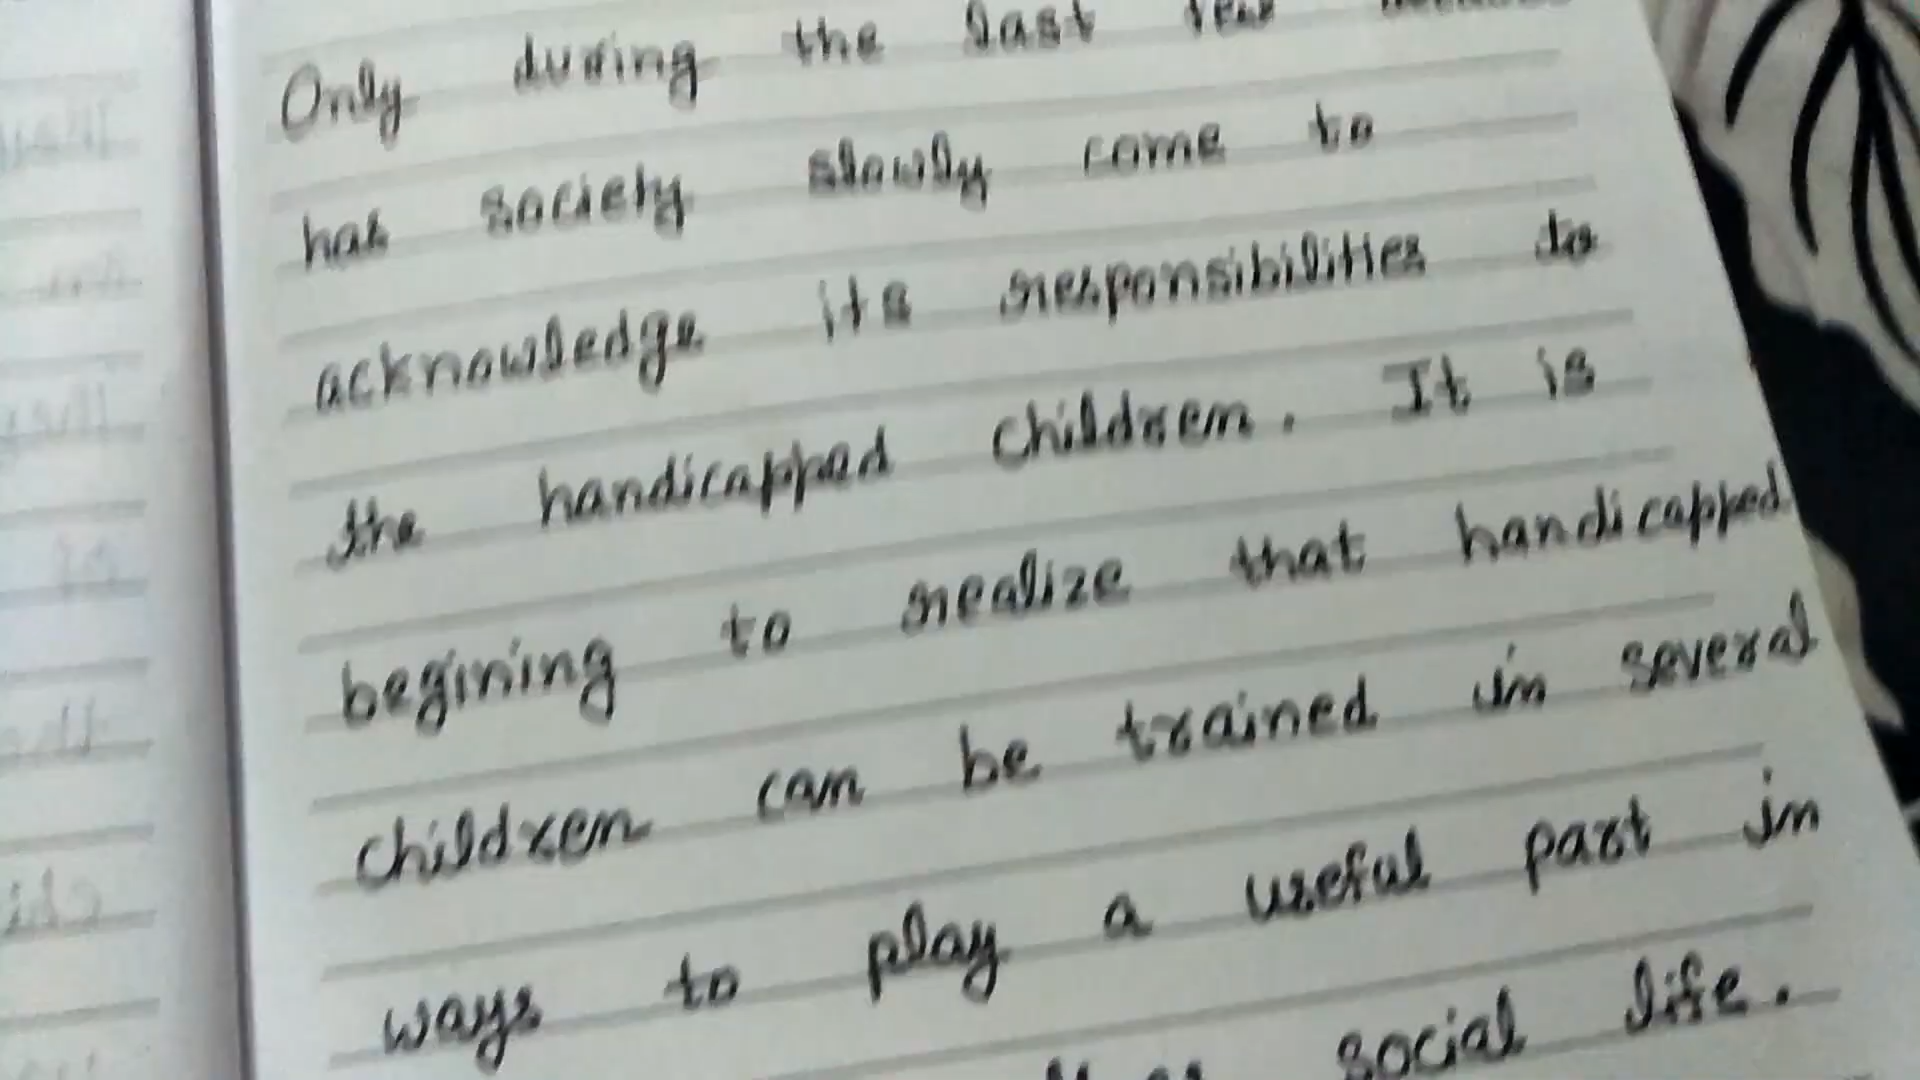 Only during the last few
has society slowly come to
acknowledge its responsibilities to
the handicapped children. It is
begining to realize that handicapped
children can be trained in several
ways to play a useful part in
social life.